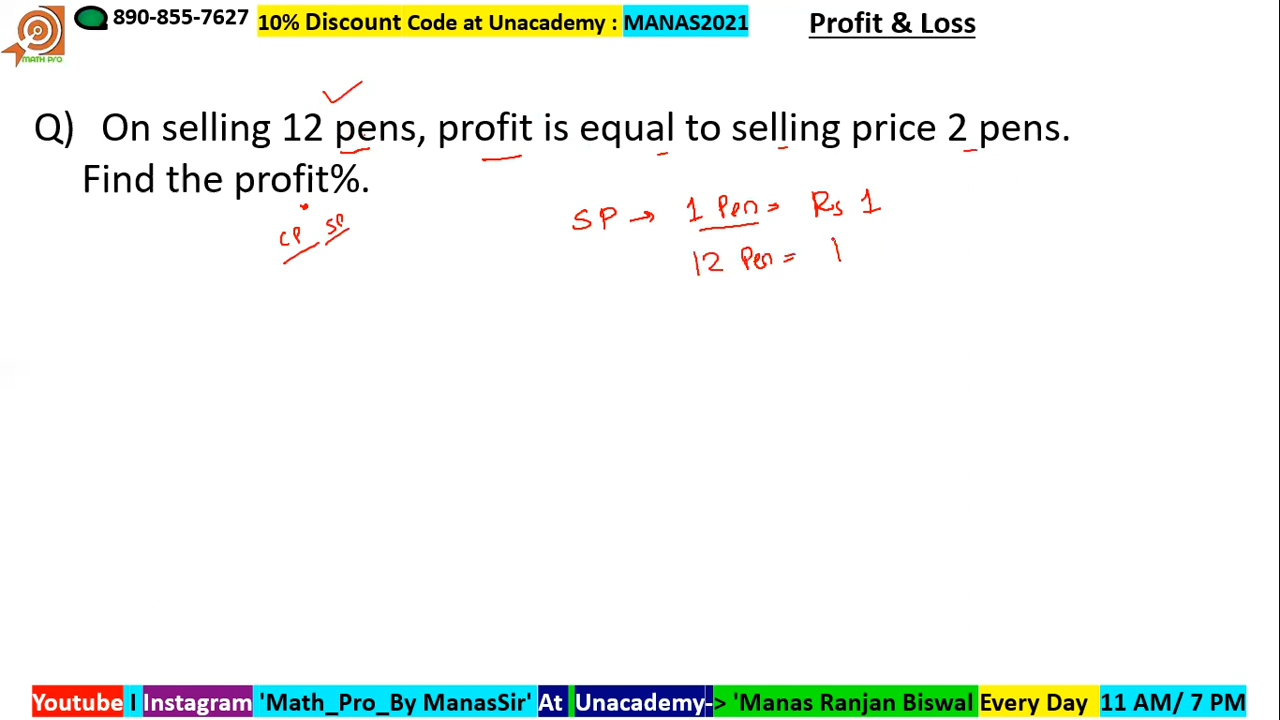 890-855-7627
10% Discount Code at Unacademy : MANAS2021
Profit & Loss
MATH PRO
Q) On selling 12 pens, profit is equal to selling price 2 pens.
Find the profit%.
CP SP
SP → 1 Pen = Rs 1
12 Pen = 1
Youtube I Instagram 'Math_Pro_By ManasSir' At Unacademy-> 'Manas Ranjan Biswal Every Day 11 AM/ 7 PM